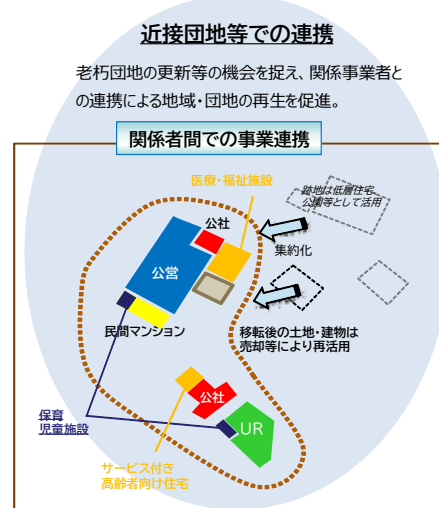 近接団地等での連携
老朽団地の更新等の機会を捉え、関係事業者と
の連携による地域・団地の再生を促進。
関係者間での事業連携
医療・福祉施設
跡地は低層住宅、
公園等として活用
公社
集約化
公営
民間マンション
移転後の土地・建物は
売却等により再活用
公社
保育
児童施設
UR
サービス付き
高齢者向け住宅